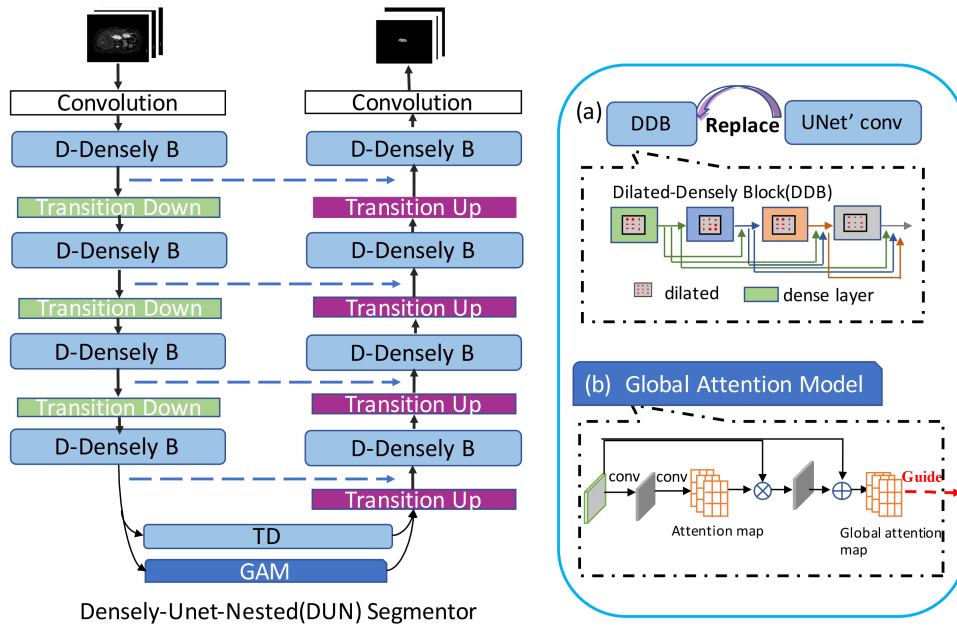 Convolution
D-Densely B
Transition Down
D-Densely B
Transition Down
D-Densely B
Transition Down
D-Densely B
Convolution
D-Densely B
Transition Up
D-Densely B
Transition Up
D-Densely B
Transition Up
D-Densely B
Transition Up
TD
GAM
Densely-Unet-Nested(DUN) Segmentor
(a)
DDB
Replace
UNet' conv
Dilated-Densely Block(DDB)
dilated
dense layer
(b) Global Attention Model
conv
conv
Guide
Attention map
Global attention
map